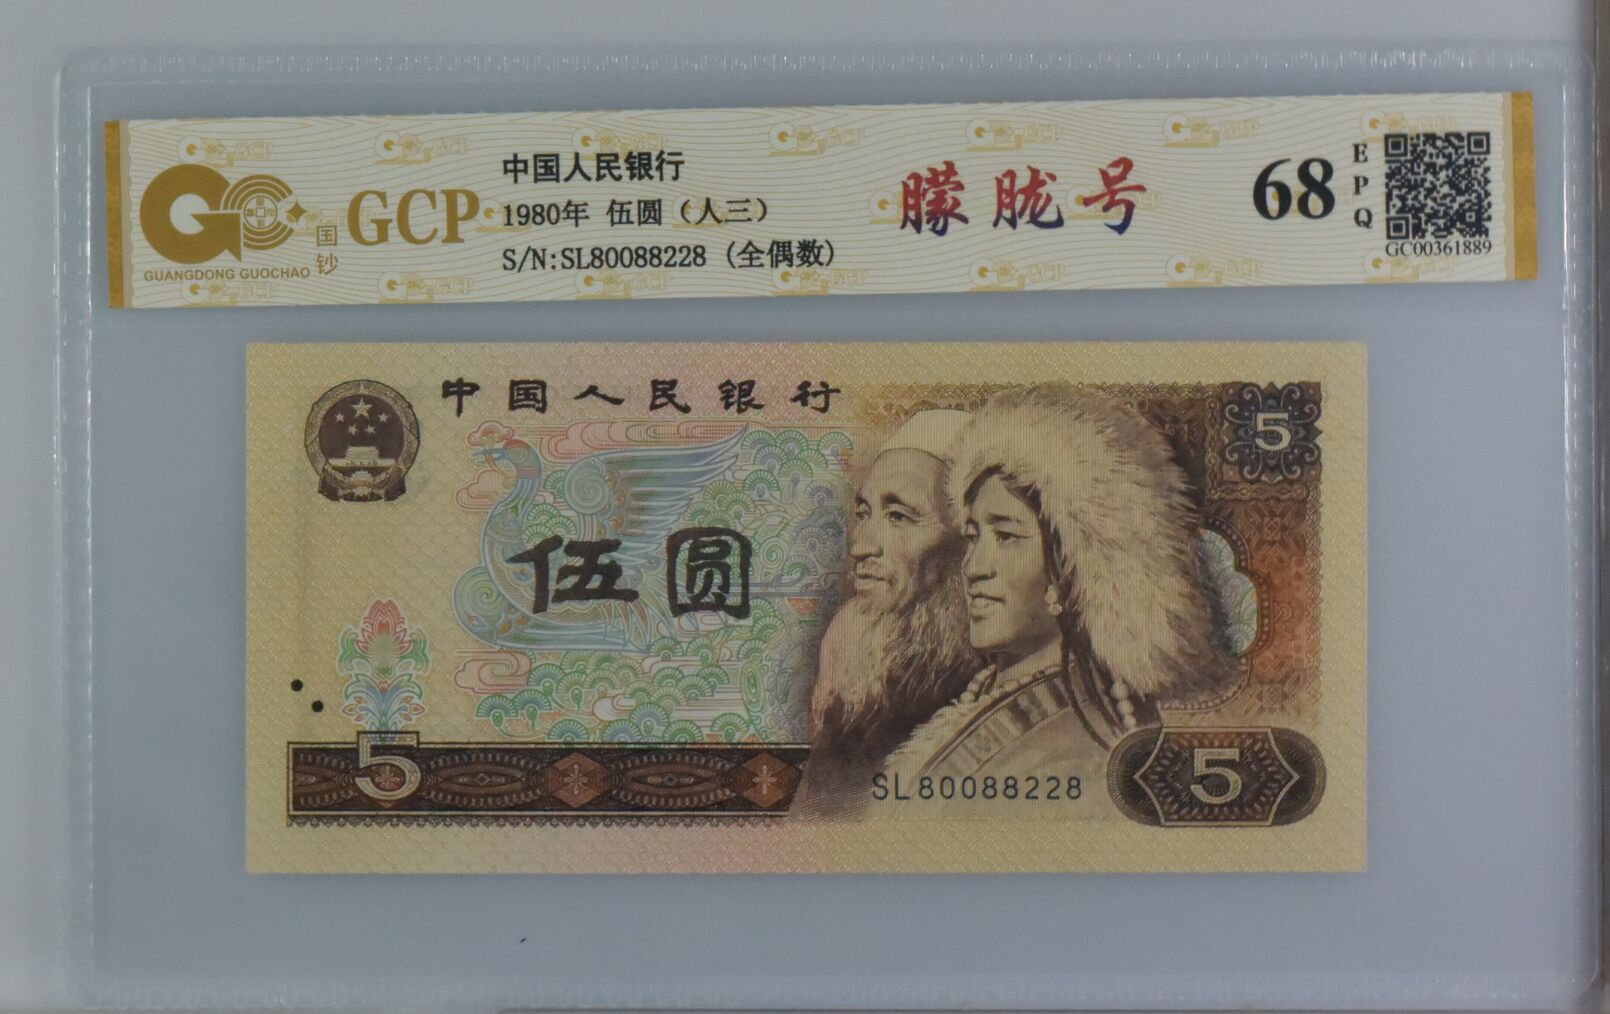 GCP
国钞
GUANGDONG GUOCHAO
中国人民银行
1980年 伍圆（人三）
S/N:SL80088228 (全偶数)
朦胧号
68
EPQ
GC00361889
中国人民银行
5
伍圆
5
SL80088228
5